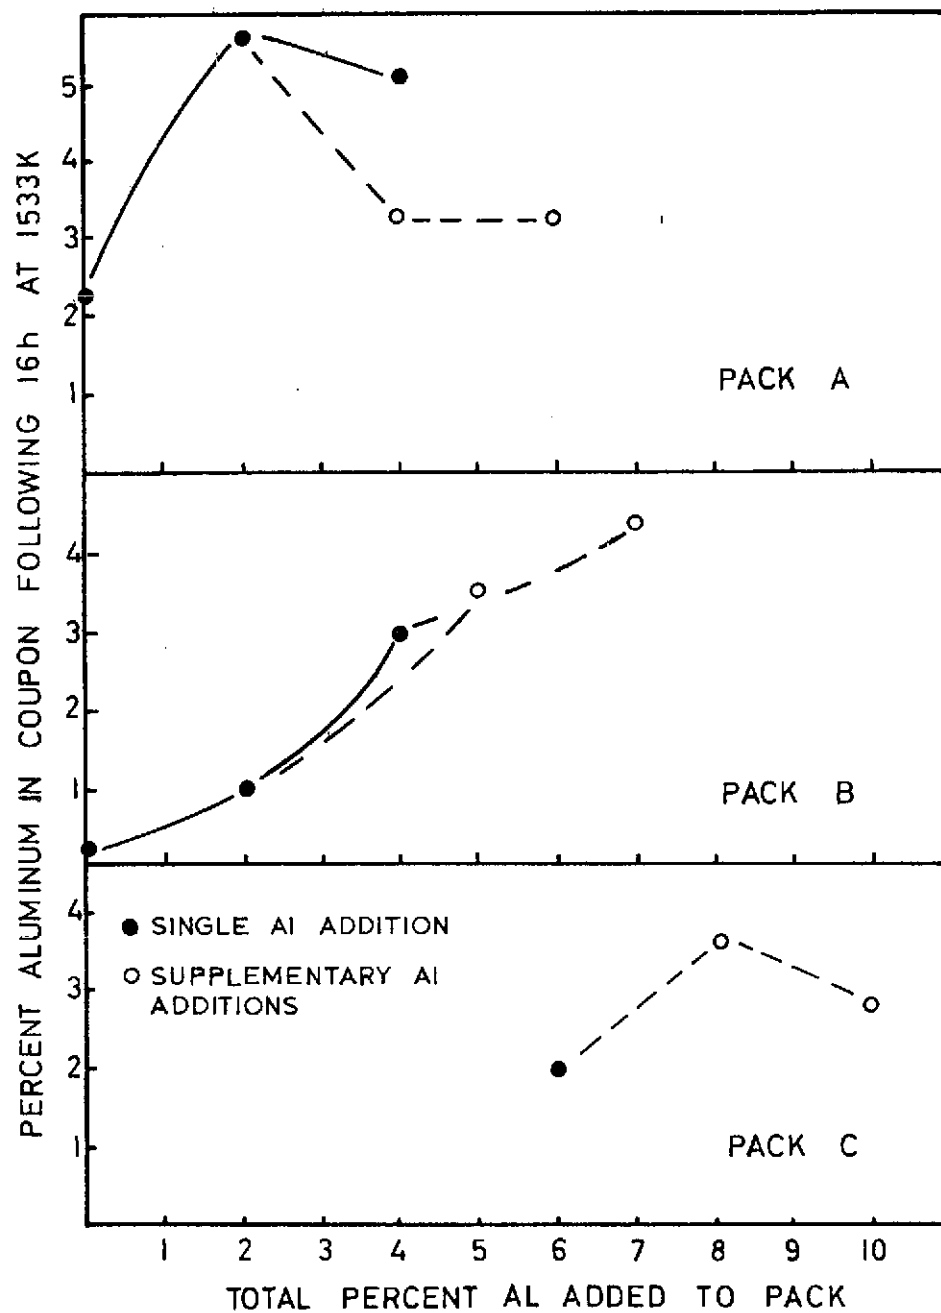 PERCENT ALUMINUM IN COUPON FOLLOWING 16h AT 1533K
5
4
3
2
1
PACK A
4
3
2
1
PACK B
4
3
2
1
● SINGLE Al ADDITION
○ SUPPLEMENTARY Al
ADDITIONS
PACK C
1 2 3 4 5 6 7 8 9 10
TOTAL PERCENT AL ADDED TO PACK